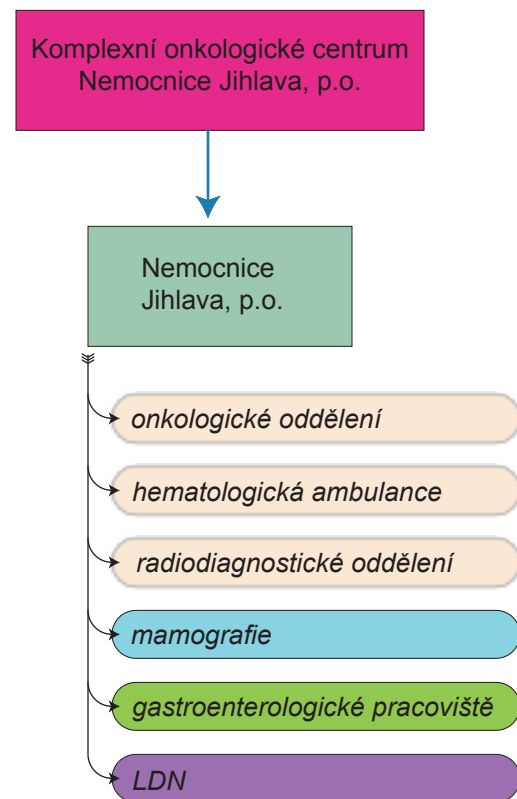 Komplexní onkologické centrum
Nemocnice Jihlava, p.o.
Nemocnice
Jihlava, p.o.
onkologické oddělení
hematologická ambulance
radiodiagnostické oddělení
mamografie
gastroenterologické pracoviště
LDN